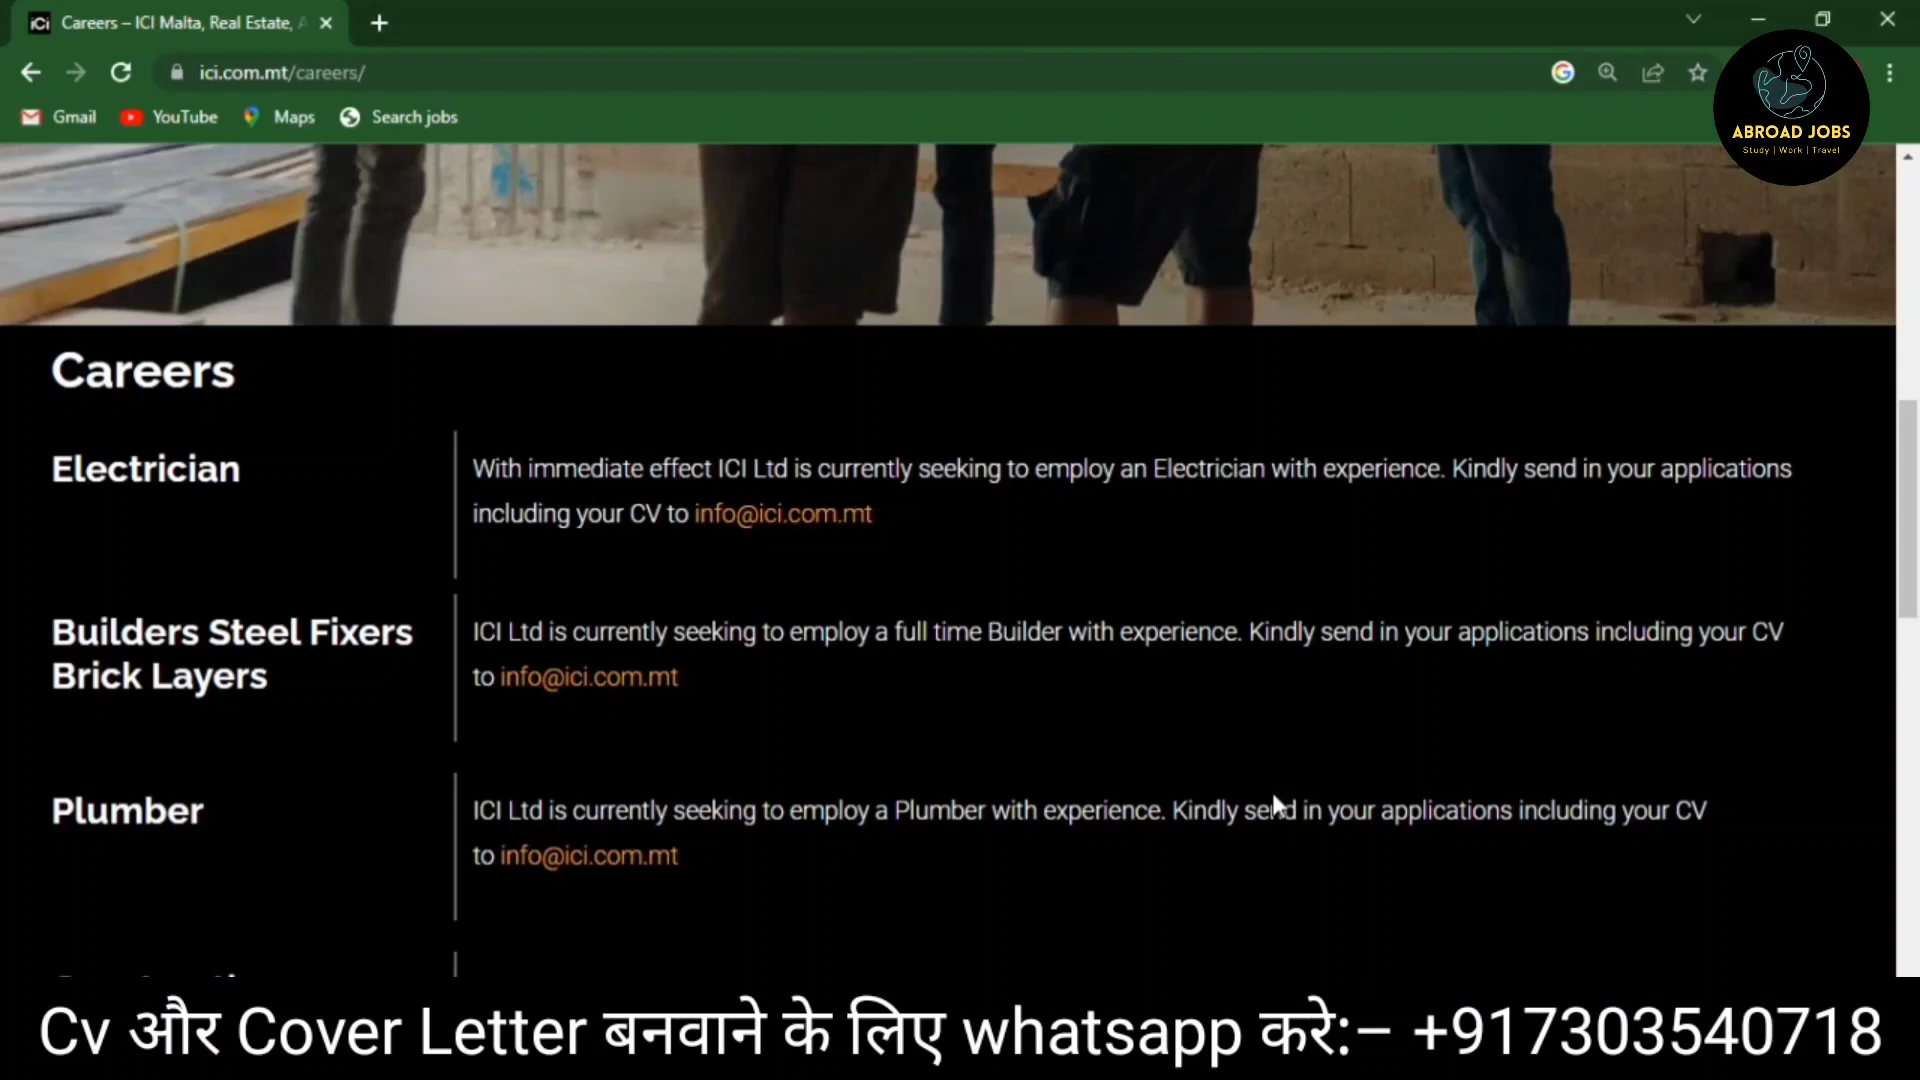 iCi Careers – ICI Malta, Real Estate,
ici.com.mt/careers/
Gmail YouTube Maps Search jobs
ABROAD JOBS
Study | Work | Travel
Careers
Electrician
With immediate effect ICI Ltd is currently seeking to employ an Electrician with experience. Kindly send in your applications
including your CV to info@ici.com.mt
Builders Steel Fixers
Brick Layers
ICI Ltd is currently seeking to employ a full time Builder with experience. Kindly send in your applications including your CV
to info@ici.com.mt
Plumber
ICI Ltd is currently seeking to employ a Plumber with experience. Kindly send in your applications including your CV
to info@ici.com.mt
Cv और Cover Letter बनवाने के लिए whatsapp करे:– +917303540718